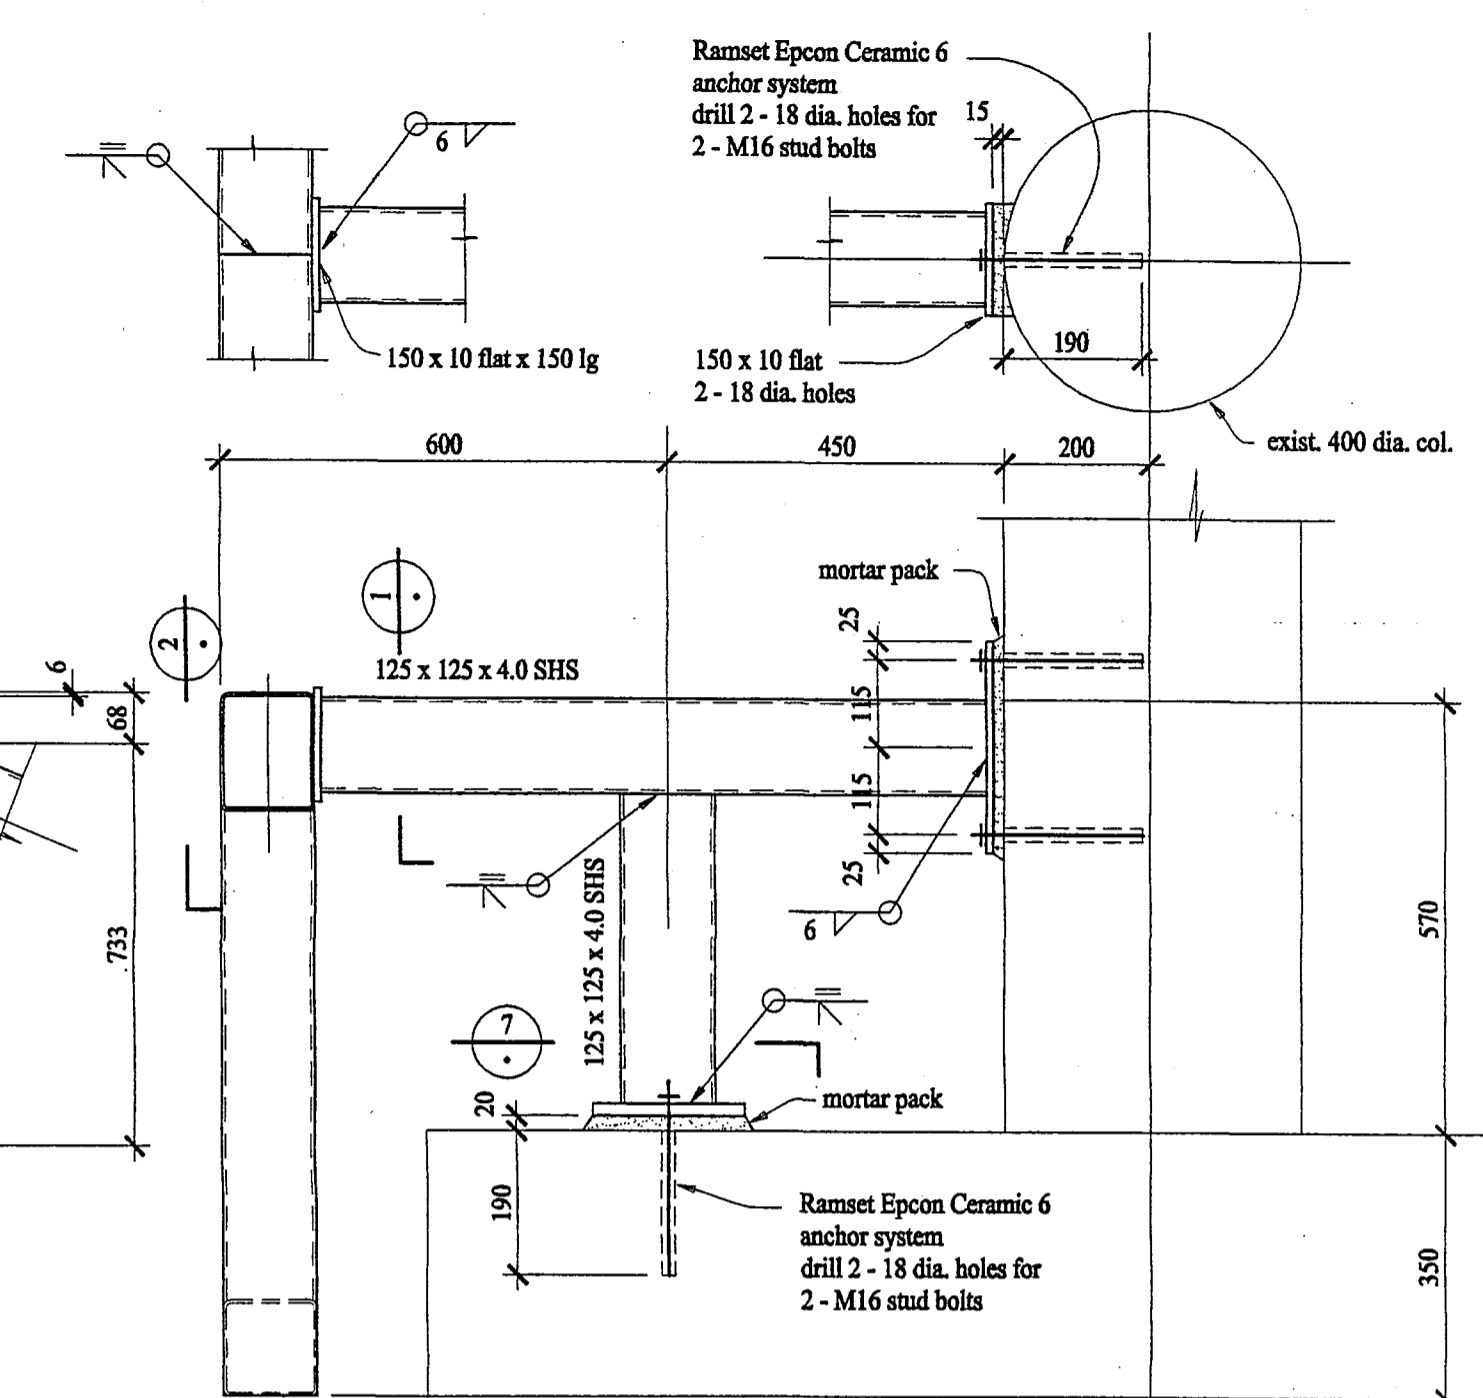 Ramset Epcon Ceramic 6
anchor system
drill 2 - 18 dia. holes for
2 - M16 stud bolts
15
6
150 x 10 flat x 150 lg
150 x 10 flat
2 - 18 dia. holes
190
exist. 400 dia. col.
600
450
200
mortar pack
1
2
125 x 125 x 4.0 SHS
25
115
115
25
6
68
733
570
6
125 x 125 x 4.0 SHS
7
20
mortar pack
190
Ramset Epcon Ceramic 6
anchor system
drill 2 - 18 dia. holes for
2 - M16 stud bolts
350